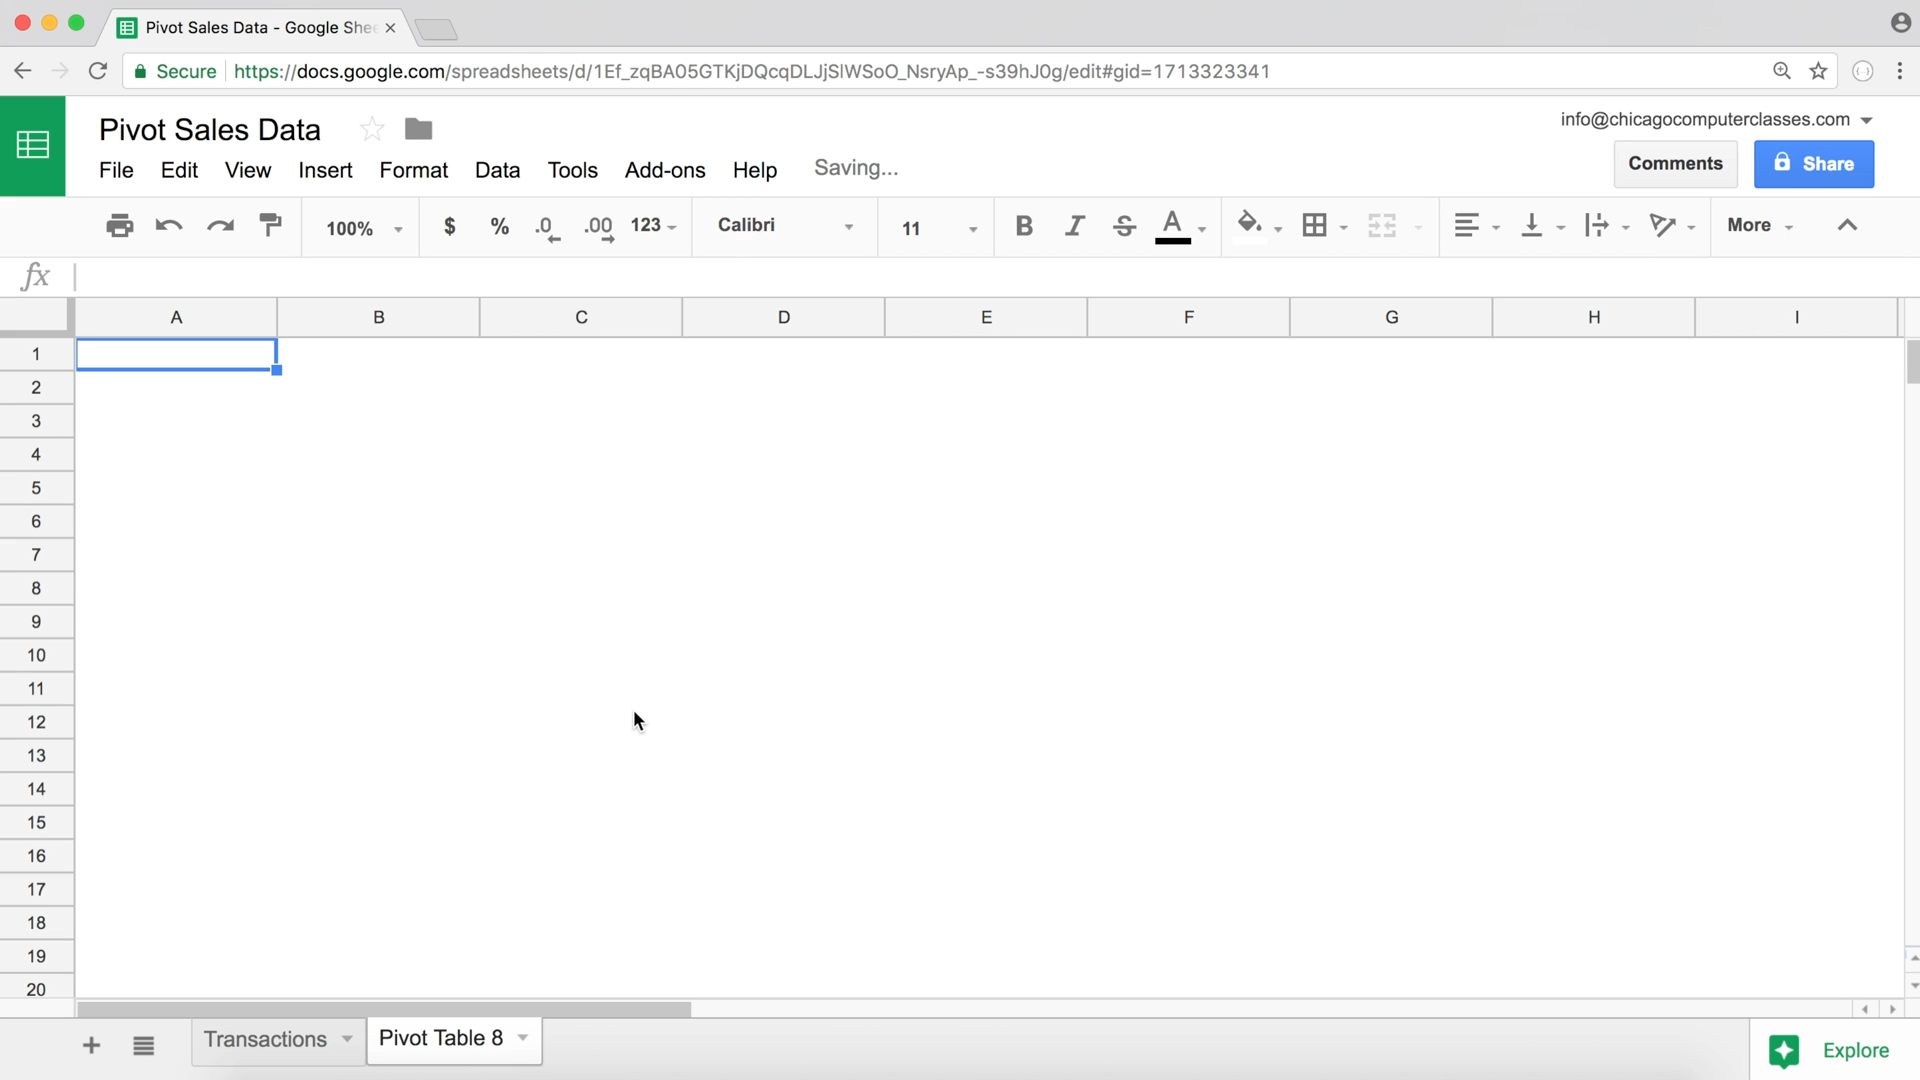 Pivot Sales Data - Google Shee
Secure https://docs.google.com/spreadsheets/d/1Ef_zqBA05GTKjDQcqDLJjSlWSoO_NsryAp_-s39hJ0g/edit#gid=1713323341
Pivot Sales Data
info@chicagocomputerclasses.com
File Edit View Insert Format Data Tools Add-ons Help Saving...
Comments Share
100% $ % .0 .00 123 Calibri 11 B I S A More
fx
A B C D E F G H I
1
2
3
4
5
6
7
8
9
10
11
12
13
14
15
16
17
18
19
20
Transactions Pivot Table 8 Explore